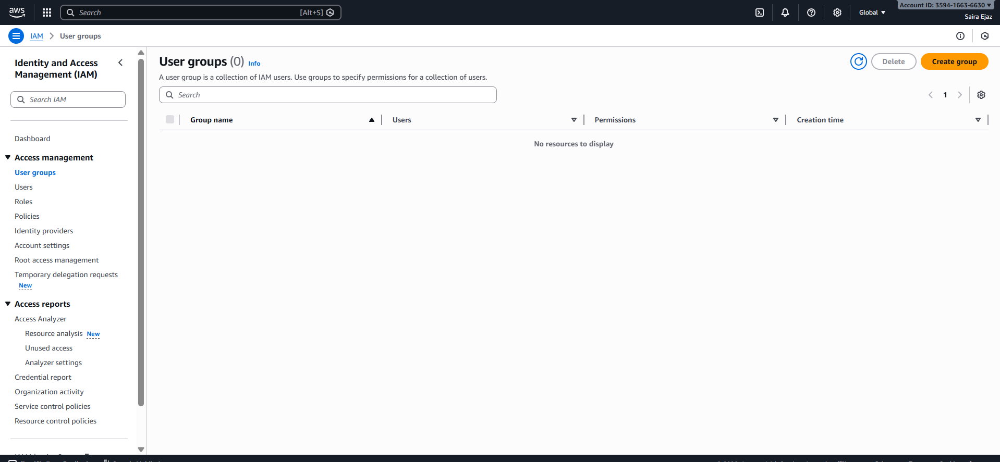 aws
Search [Alt+S]
Global
Account ID: 3594-1663-6630
Saira Ejaz
IAM
User groups
Identity and Access
Management (IAM)
Search IAM
Dashboard
Access management
User groups
Users
Roles
Policies
Identity providers
Account settings
Root access management
Temporary delegation requests
New
Access reports
Access Analyzer
Resource analysis New
Unused access
Analyzer settings
Credential report
Organization activity
Service control policies
Resource control policies
User groups (0) Info
Delete
Create group
A user group is a collection of IAM users. Use groups to specify permissions for a collection of users.
Search
1
Group name Users Permissions Creation time
No resources to display